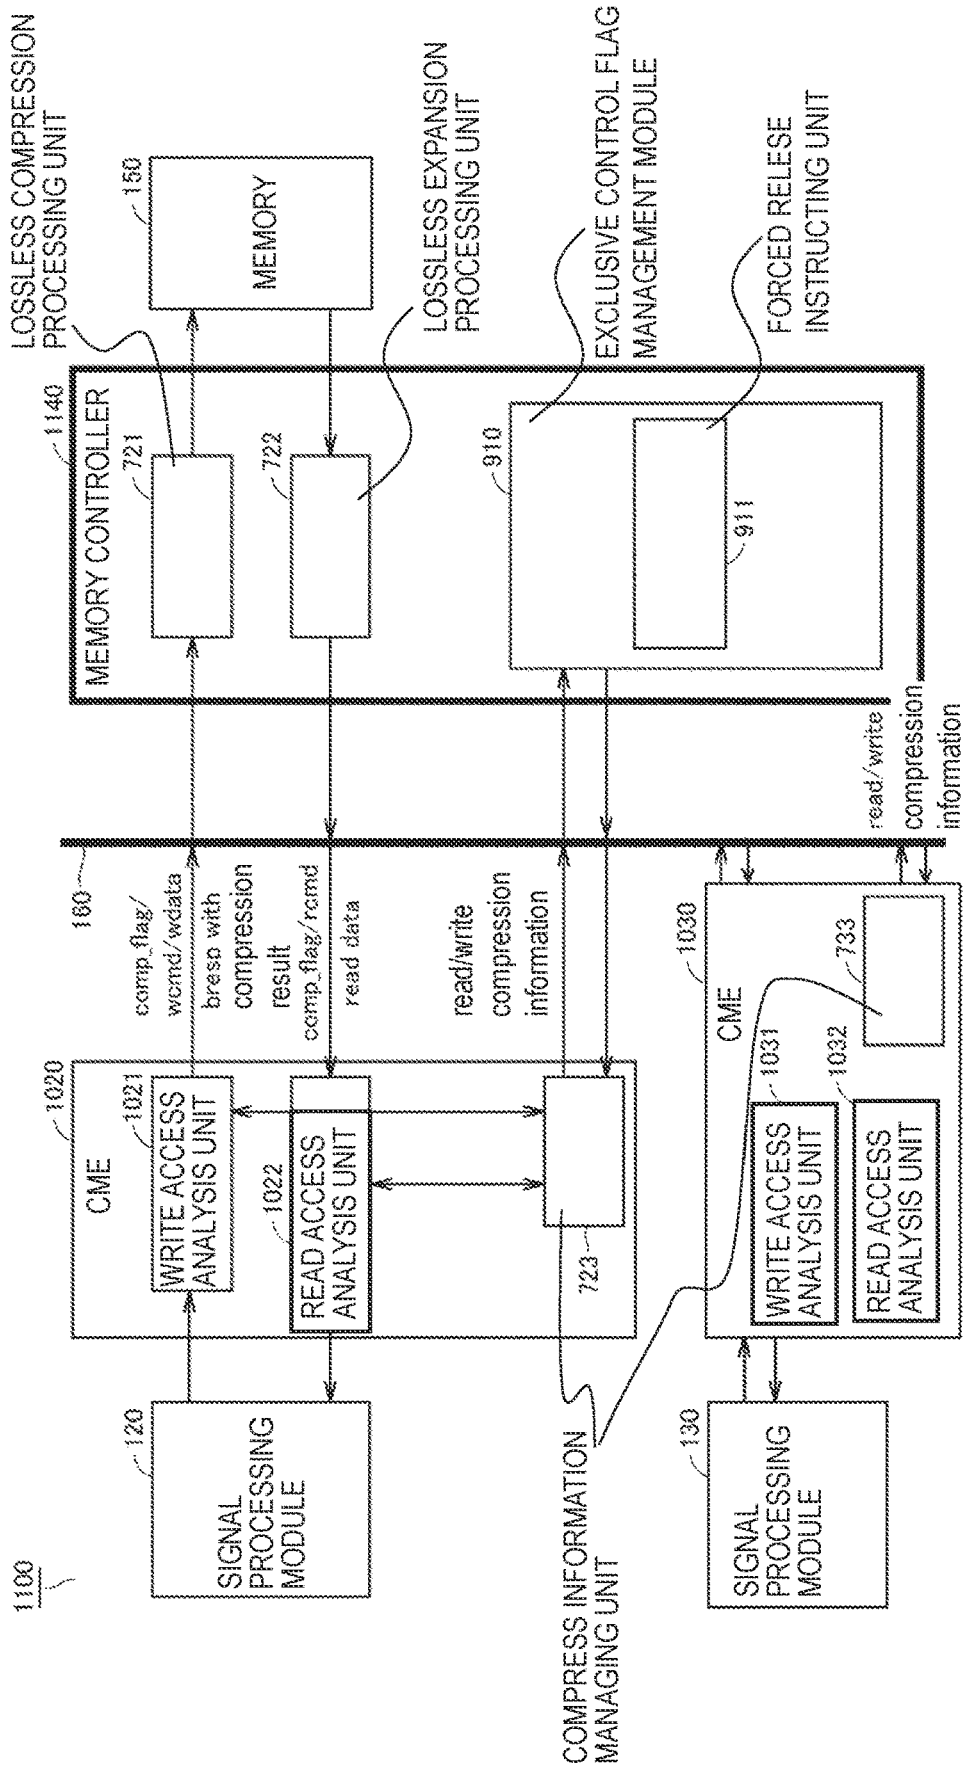 1100
120
SIGNAL
PROCESSING
MODULE
1020
CME
1021
WRITE ACCESS
ANALYSIS UNIT
1022
READ ACCESS
ANALYSIS UNIT
723
COMPRESS INFORMATION
MANAGING UNIT
130
SIGNAL
PROCESSING
MODULE
1030
CME
1031
WRITE ACCESS
ANALYSIS UNIT
1032
READ ACCESS
ANALYSIS UNIT
733
180
comp_flag/
wcmd/wdata
bresp with
compression
result
comp_flag/rcmd
read data
read/write
compression
information
read/write
compression
information
1140
MEMORY CONTROLLER
721
722
910
911
LOSSLESS COMPRESSION
PROCESSING UNIT
150
MEMORY
LOSSLESS EXPANSION
PROCESSING UNIT
EXCLUSIVE CONTROL FLAG
MANAGEMENT MODULE
FORCED RELESE
INSTRUCTING UNIT